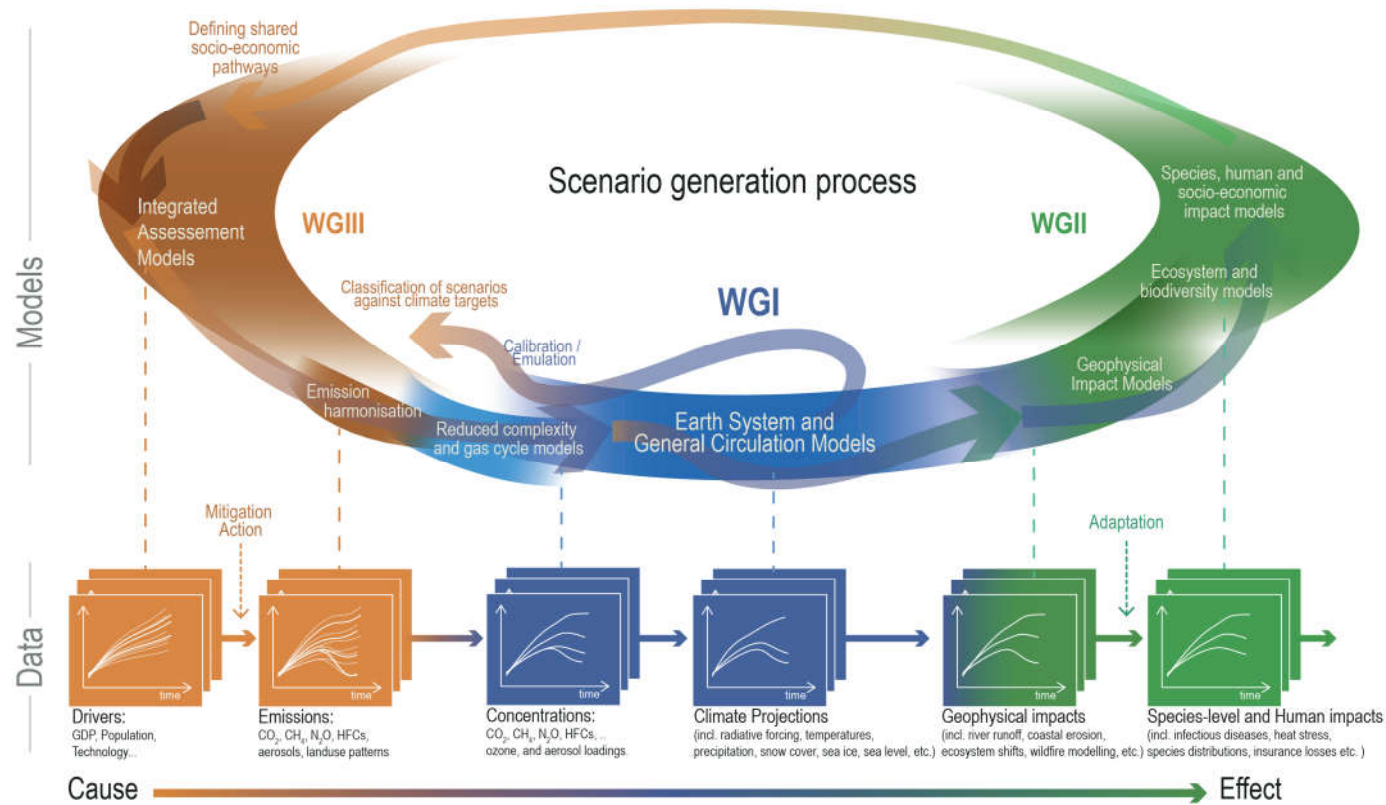 Defining shared
socio-economic
pathways
Scenario generation process
Species, human and
socio-economic
impact models
Integrated
Assessement
Models
WGIII
WGII
Models
Classification of scenarios
against climate targets
WGI
Ecosystem and
biodiversity models
Calibration /
Emulation
Geophysical
Impact Models
Emission
harmonisation
Reduced complexity
and gas cycle models
Earth System and
General Circulation Models
Mitigation
Action
Adaptation
Data
time
time
time
time
time
time
Drivers:
GDP, Population,
Technology...
Emissions:
CO2, CH4, N2O, HFCs,
aerosols, landuse patterns
Concentrations:
CO2, CH4, N2O, HFCs, ..
ozone, and aerosol loadings.
Climate Projections
(incl. radiative forcing, temperatures,
precipitation, snow cover, sea ice, sea level, etc.)
Geophysical impacts
(incl. river runoff, coastal erosion,
ecosystem shifts, wildfire modelling, etc.)
Species-level and Human impacts
(incl. infectious diseases, heat stress,
species distributions, insurance losses etc. )
Cause
Effect